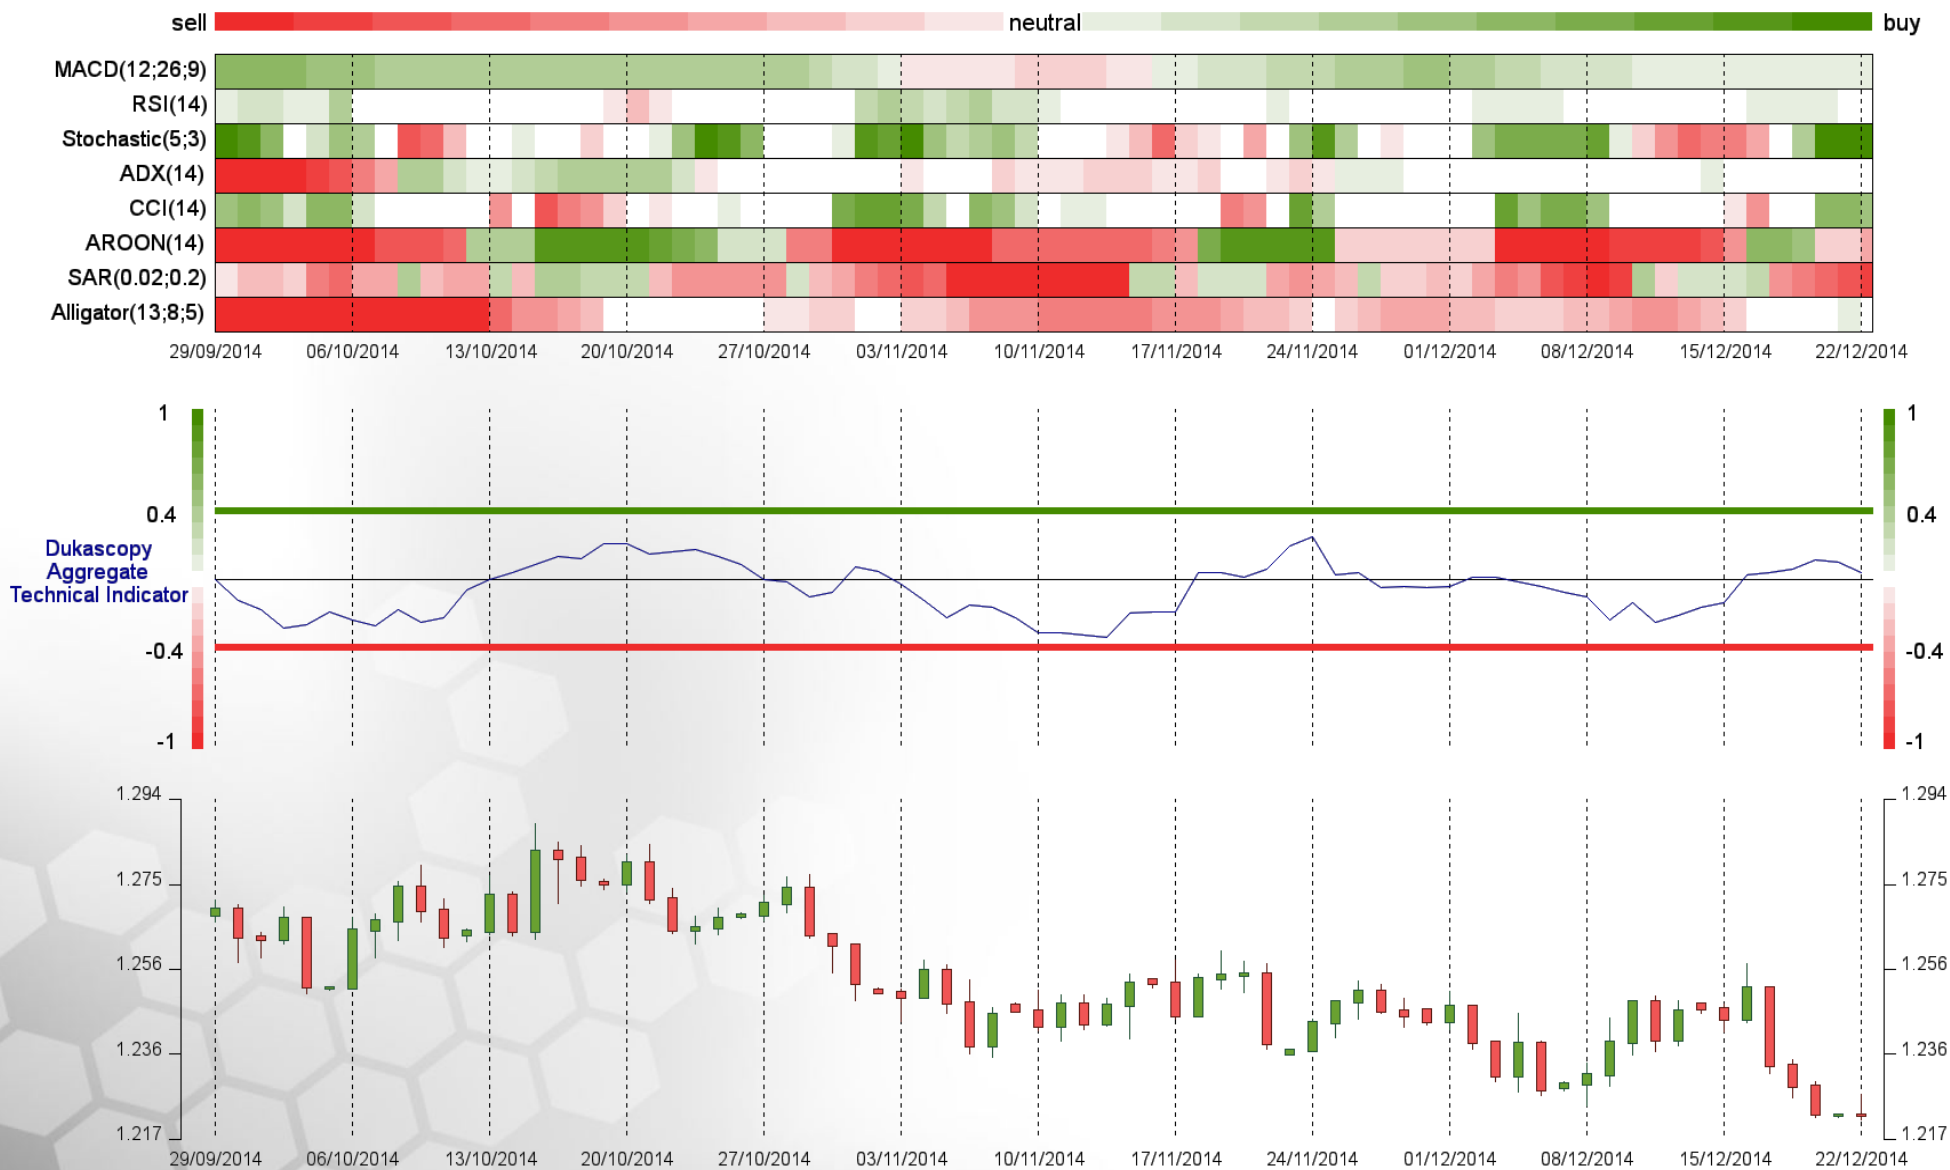 sell neutral buy
MACD(12;26;9)
RSI(14)
Stochastic(5;3)
ADX(14)
CCI(14)
AROON(14)
SAR(0.02;0.2)
Alligator(13;8;5)
29/09/2014 06/10/2014 13/10/2014 20/10/2014 27/10/2014 03/11/2014 10/11/2014 17/11/2014 24/11/2014 01/12/2014 08/12/2014 15/12/2014 22/12/2014
1 1
0.4 0.4
Dukascopy
Aggregate
Technical Indicator
-0.4 -0.4
-1 -1
1.294 1.294
1.275 1.275
1.256 1.256
1.236 1.236
1.217 1.217
29/09/2014 06/10/2014 13/10/2014 20/10/2014 27/10/2014 03/11/2014 10/11/2014 17/11/2014 24/11/2014 01/12/2014 08/12/2014 15/12/2014 22/12/2014